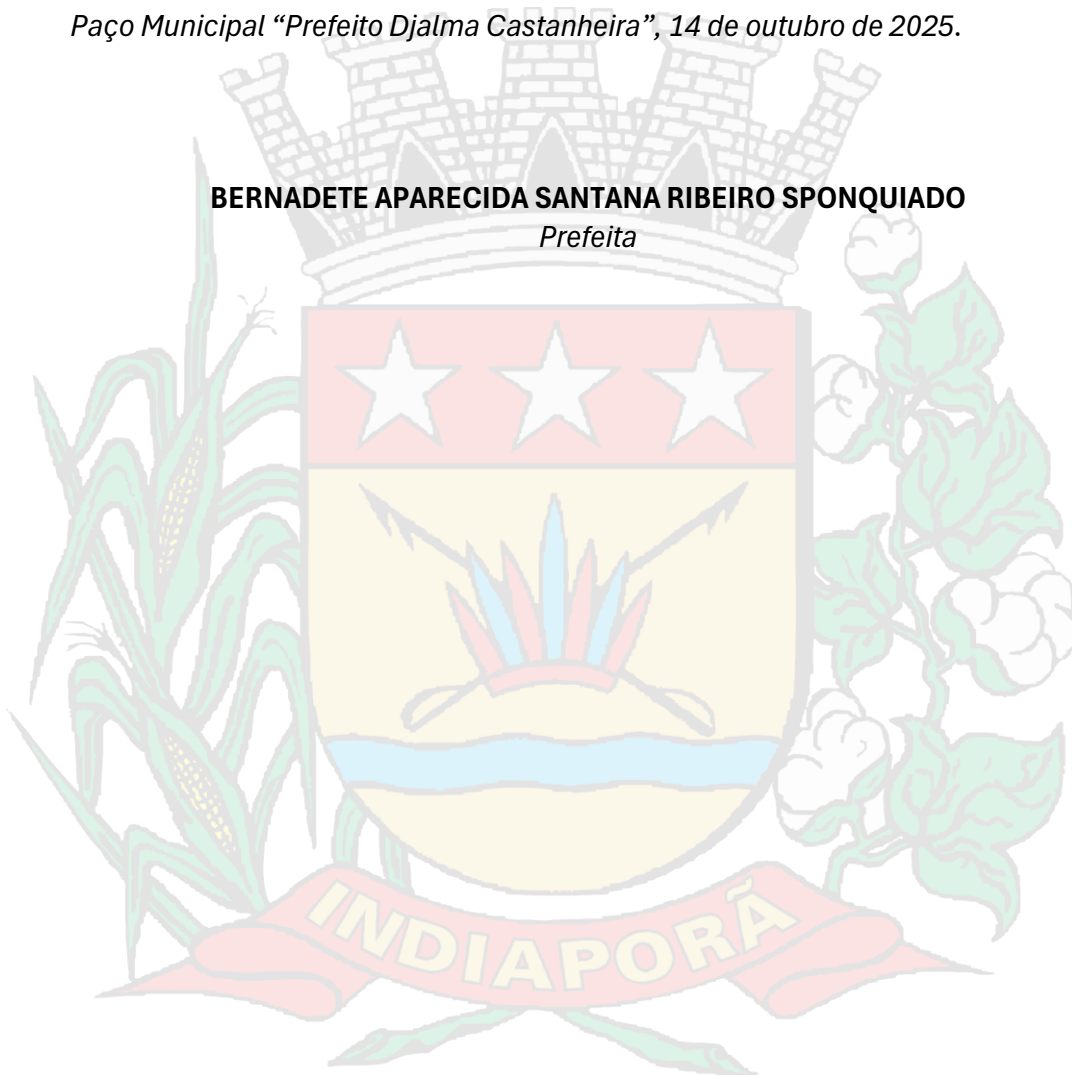 Paço Municipal “Prefeito Djalma Castanheira”, 14 de outubro de 2025.
BERNADETE APARECIDA SANTANA RIBEIRO SPONQUIADO
Prefeita
INDIAPORÃ